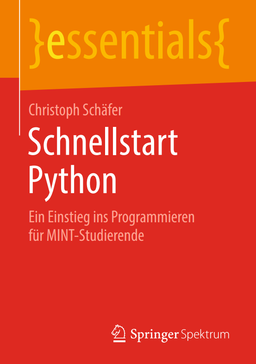 }essentials{
Christoph Schäfer
Schnellstart
Python
Ein Einstieg ins Programmieren
für MINT-Studierende
Springer Spektrum